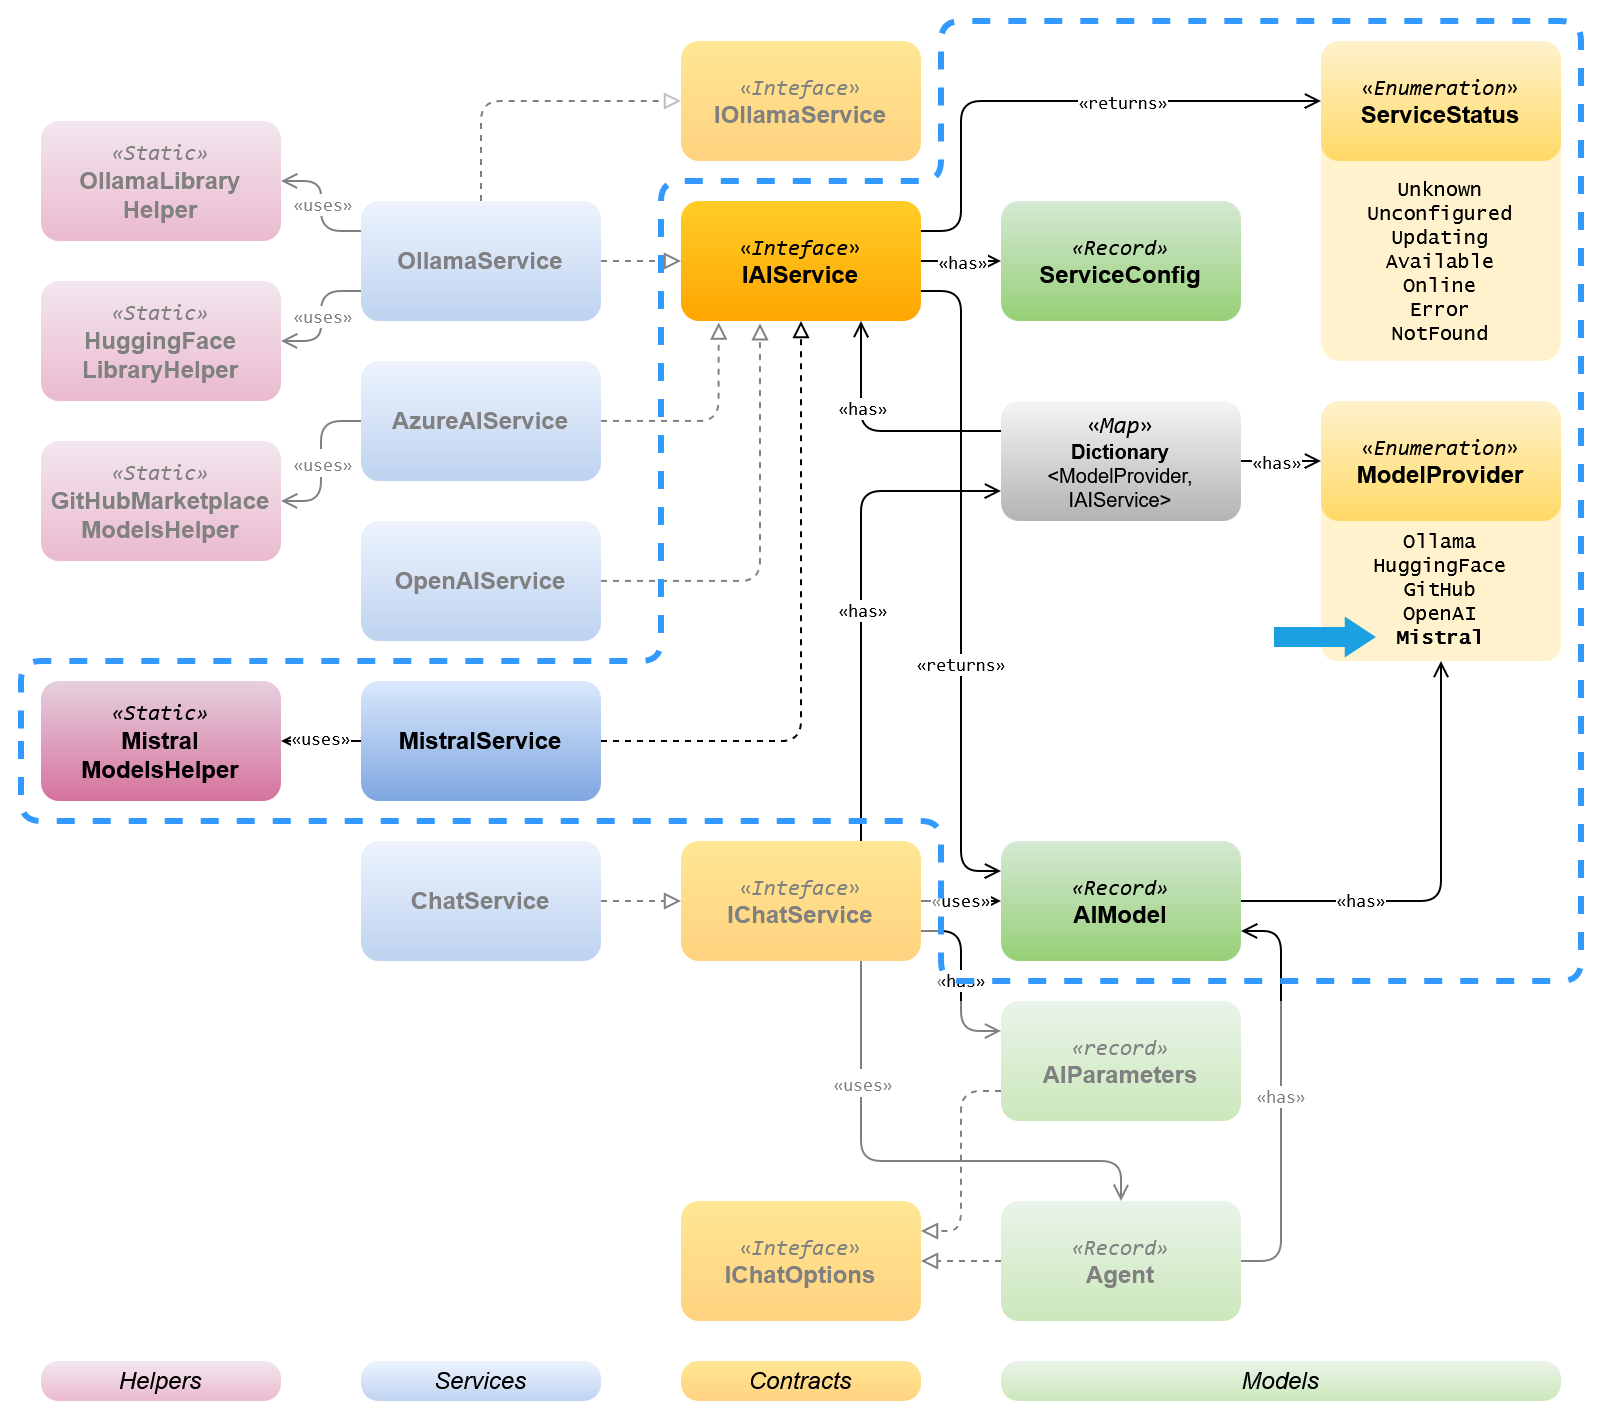 «Inteface»
IOllamaService
«returns»
«Enumeration»
ServiceStatus
Unknown
Unconfigured
Updating
Available
Online
Error
NotFound
«Static»
OllamaLibrary
Helper
«uses»
OllamaService
«Inteface»
IAIService
«has»
«Record»
ServiceConfig
«Static»
HuggingFace
LibraryHelper
«uses»
AzureAIService
«has»
«Map»
Dictionary
<ModelProvider,
IAIService>
«has»
«Enumeration»
ModelProvider
Ollama
HuggingFace
GitHub
OpenAI
Mistral
«Static»
GitHubMarketplace
ModelsHelper
«uses»
OpenAIService
«has»
«returns»
«Static»
Mistral
ModelsHelper
«uses»
MistralService
ChatService
«Inteface»
IChatService
«uses»
«Record»
AIModel
«has»
«has»
«record»
AIParameters
«uses»
«has»
«Inteface»
IChatOptions
«Record»
Agent
Helpers
Services
Contracts
Models